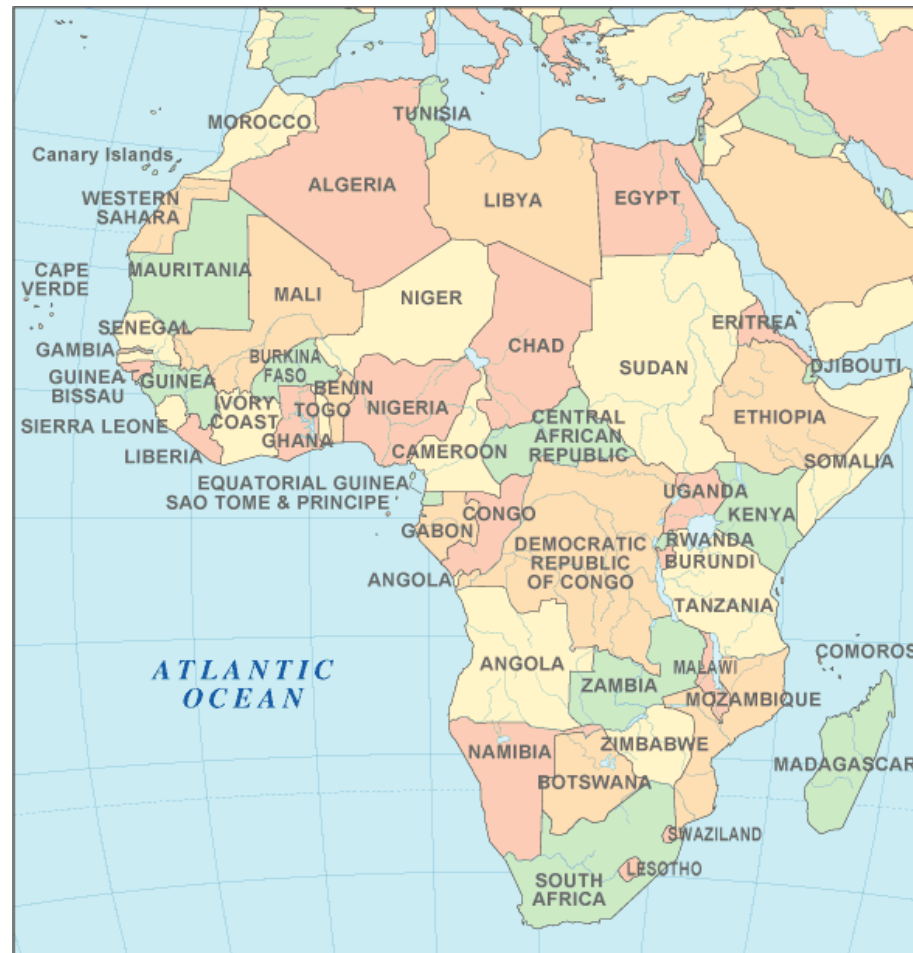 TUNISIA
MOROCCO
Canary Islands
ALGERIA
WESTERN
SAHARA
LIBYA
EGYPT
CAPE
VERDE
MAURITANIA
MALI
NIGER
SENEGAL
GAMBIA
CHAD
SUDAN
ERITREA
DJIBOUTI
GUINEA
BISSAU
GUINEA
BURKINA
FASO
BENIN
NIGERIA
IVORY
COAST
TOGO
GHANA
SIERRA LEONE
LIBERIA
CAMEROON
CENTRAL
AFRICAN
REPUBLIC
ETHIOPIA
SOMALIA
EQUATORIAL GUINEA
SAO TOME & PRINCIPE
UGANDA
KENYA
CONGO
GABON
DEMOCRATIC
REPUBLIC
OF CONGO
RWANDA
BURUNDI
ANGOLA
TANZANIA
ATLANTIC
OCEAN
ANGOLA
ZAMBIA
MALAWI
COMOROS
MOZAMBIQUE
NAMIBIA
ZIMBABWE
BOTSWANA
MADAGASCAR
SWAZILAND
LESOTHO
SOUTH
AFRICA